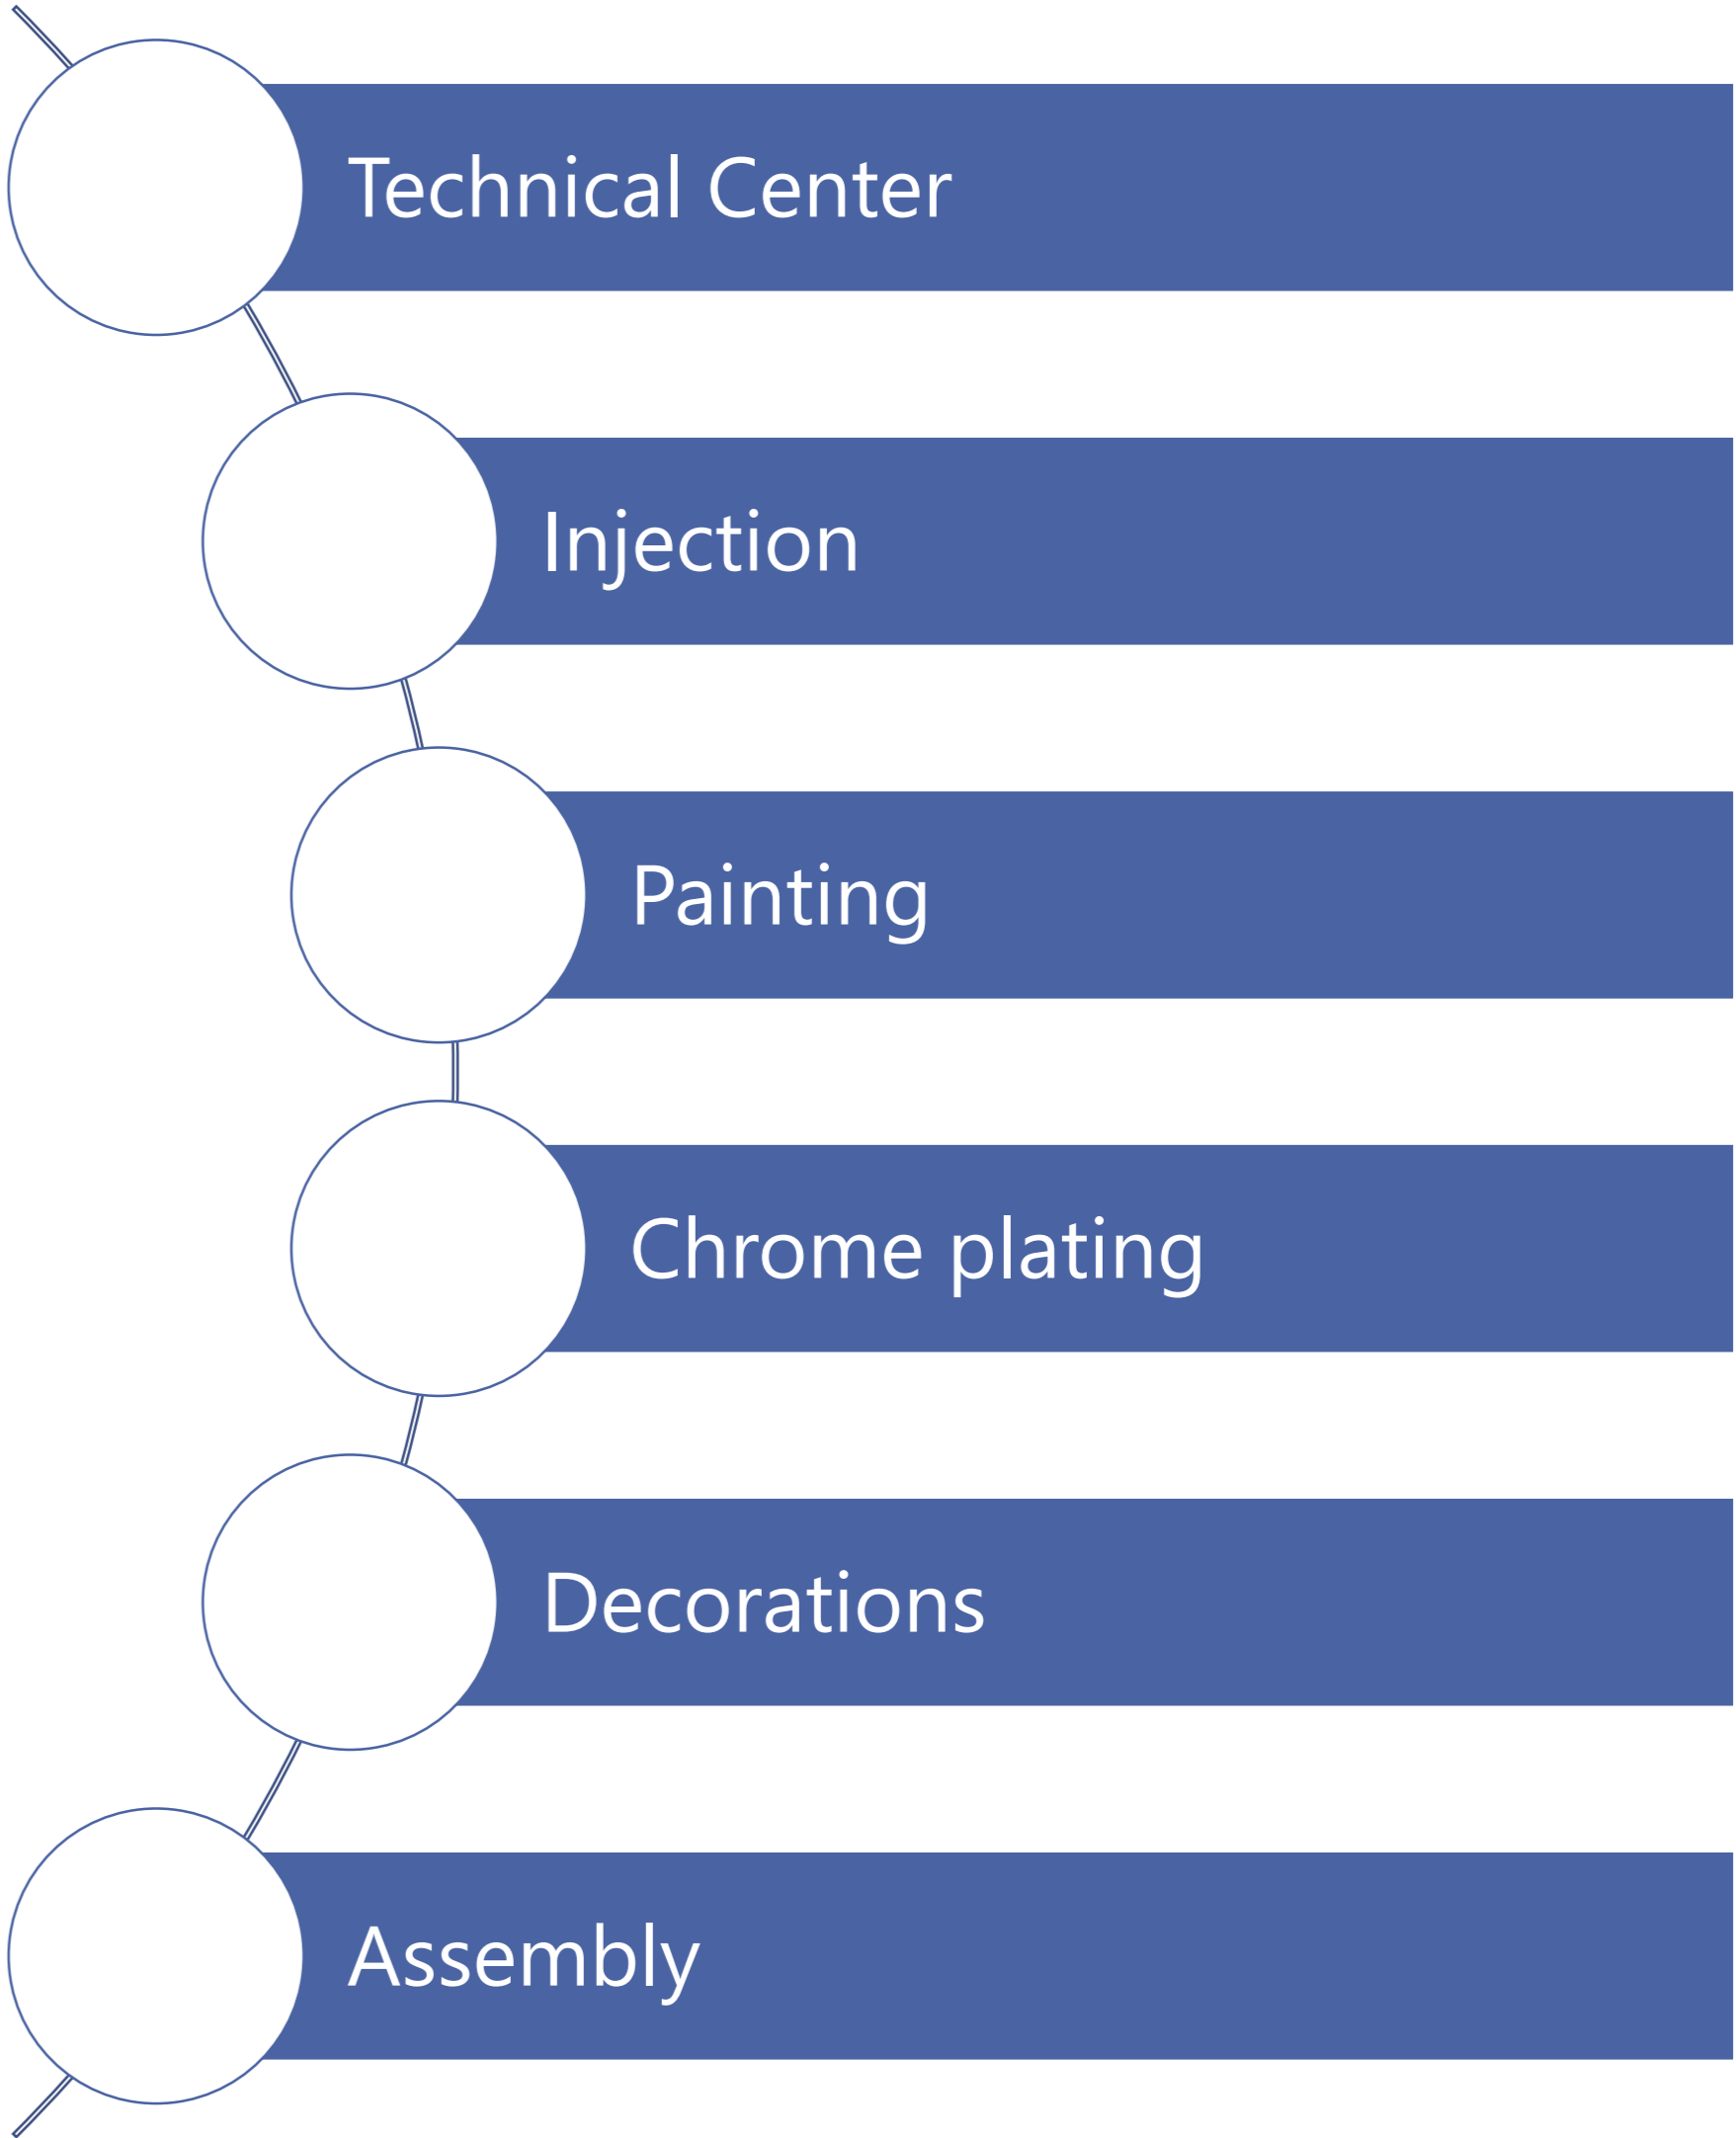 Technical Center
Injection
Painting
Chrome plating
Decorations
Assembly